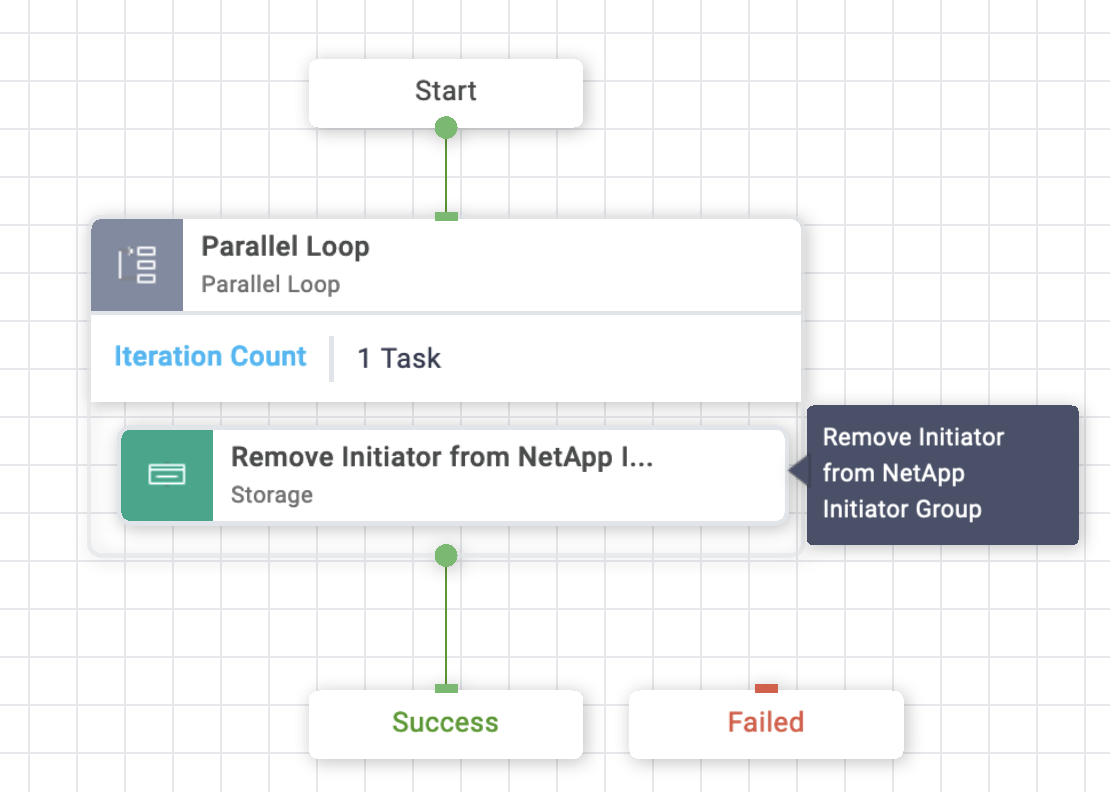 Start
Parallel Loop
Parallel Loop
Iteration Count
1 Task
Remove Initiator from NetApp I...
Storage
Remove Initiator
from NetApp
Initiator Group
Success
Failed